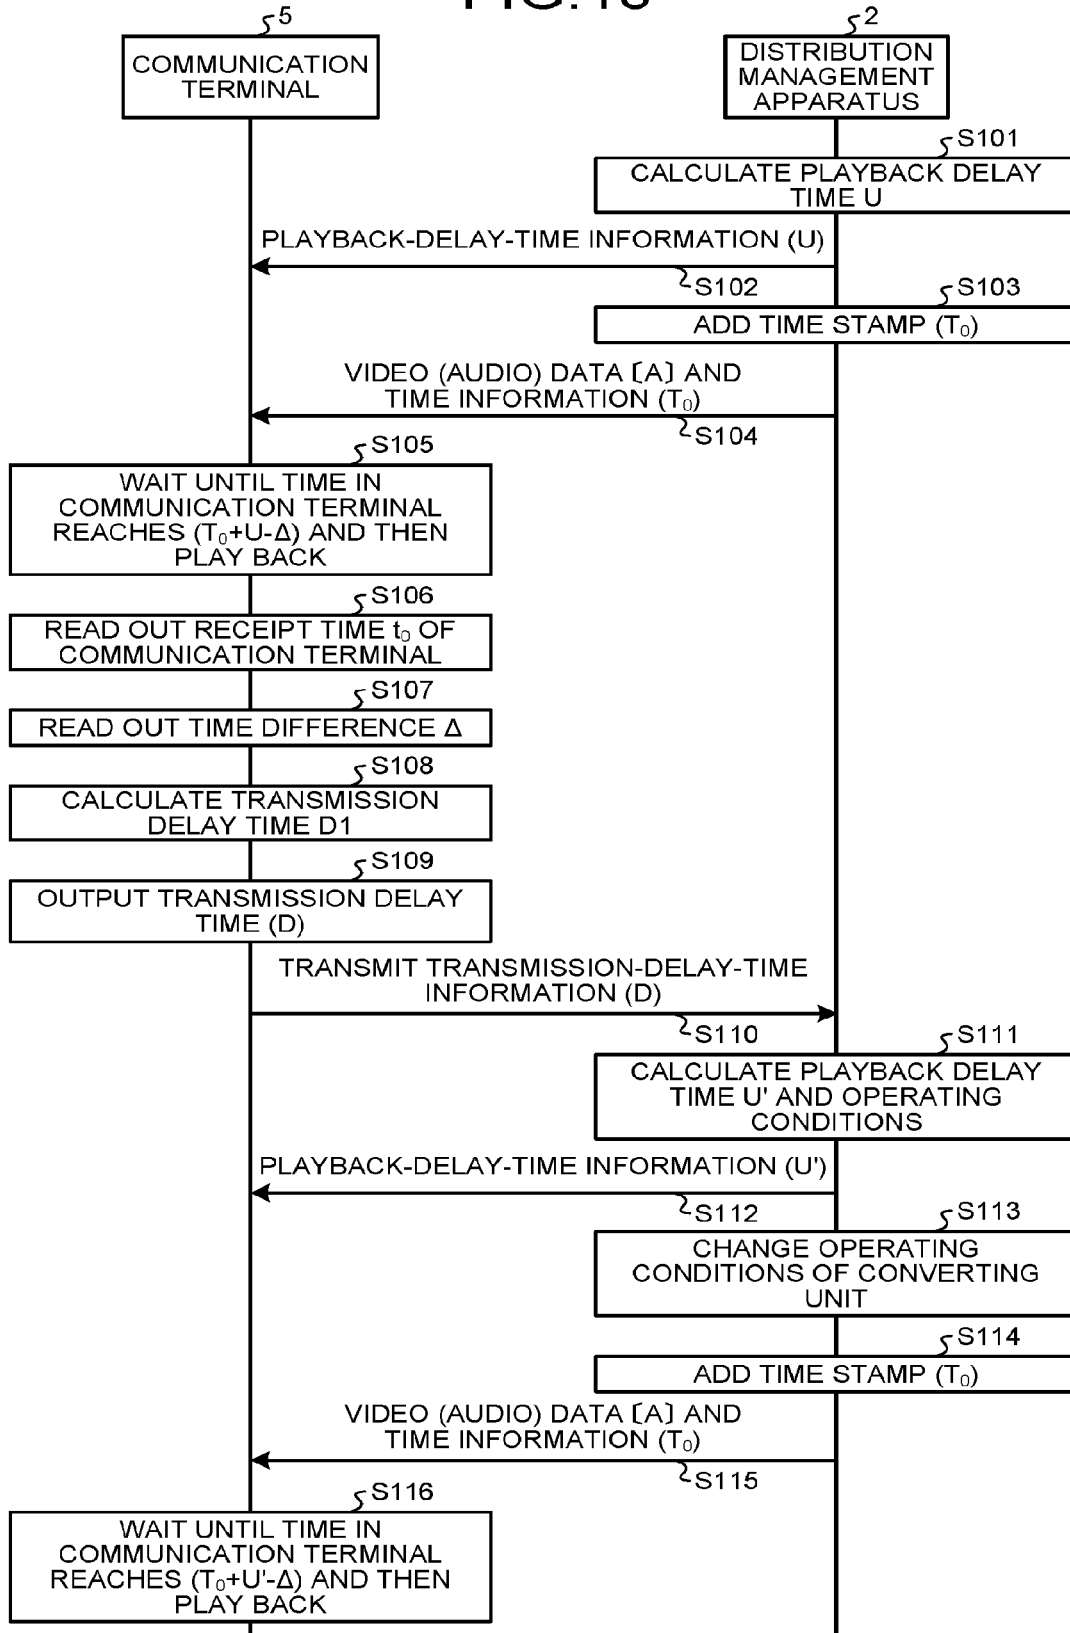 5
2
COMMUNICATION
TERMINAL
DISTRIBUTION
MANAGEMENT
APPARATUS
S101
CALCULATE PLAYBACK DELAY
TIME U
PLAYBACK-DELAY-TIME INFORMATION (U)
S102
S103
ADD TIME STAMP (T₀)
VIDEO (AUDIO) DATA〔A〕AND
TIME INFORMATION (T₀)
S104
S105
WAIT UNTIL TIME IN
COMMUNICATION TERMINAL
REACHES (T₀+U-Δ) AND THEN
PLAY BACK
S106
READ OUT RECEIPT TIME t₀ OF
COMMUNICATION TERMINAL
S107
READ OUT TIME DIFFERENCE Δ
S108
CALCULATE TRANSMISSION
DELAY TIME D1
S109
OUTPUT TRANSMISSION DELAY
TIME (D)
TRANSMIT TRANSMISSION-DELAY-TIME
INFORMATION (D)
S110
S111
CALCULATE PLAYBACK DELAY
TIME U' AND OPERATING
CONDITIONS
PLAYBACK-DELAY-TIME INFORMATION (U')
S112
S113
CHANGE OPERATING
CONDITIONS OF CONVERTING
UNIT
S114
ADD TIME STAMP (T₀)
VIDEO (AUDIO) DATA〔A〕AND
TIME INFORMATION (T₀)
S115
S116
WAIT UNTIL TIME IN
COMMUNICATION TERMINAL
REACHES (T₀+U'-Δ) AND THEN
PLAY BACK